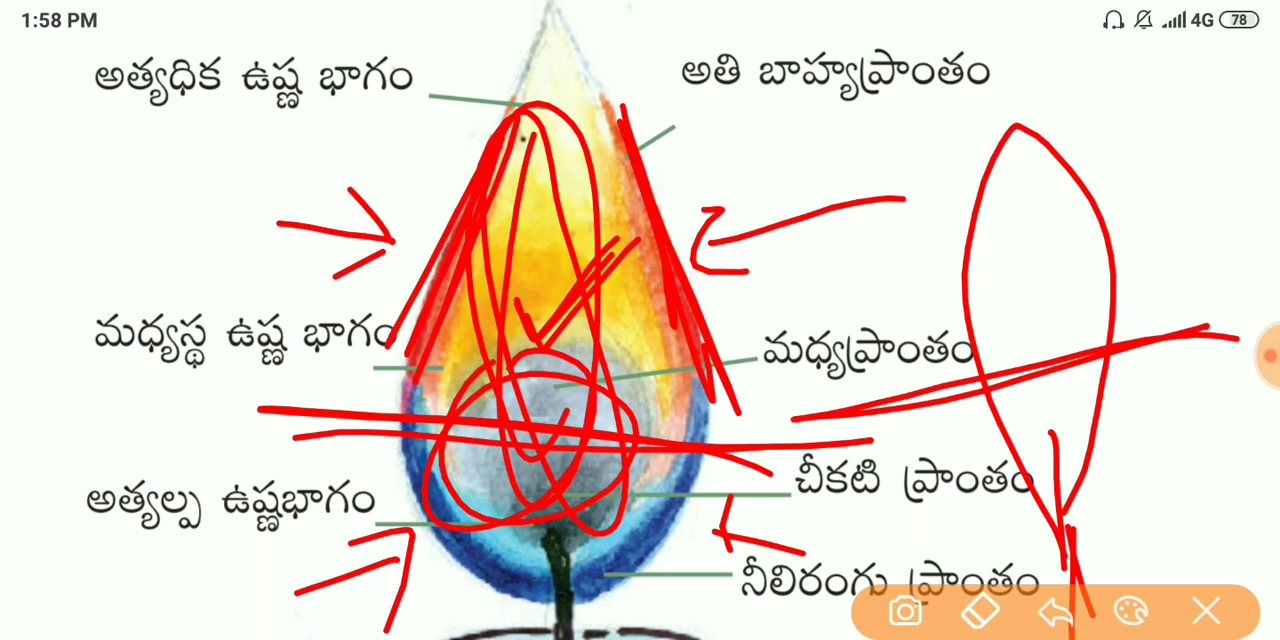 1:58 PM
4G 78
అత్యధిక ఉష్ణ భాగం
అతి బాహ్యప్రాంతం
మధ్యస్థ ఉష్ణ భాగం
మధ్యప్రాంతం
చీకటి ప్రాంతం
అత్యల్ప ఉష్ణభాగం
నీలిరంగు ప్రాంతం